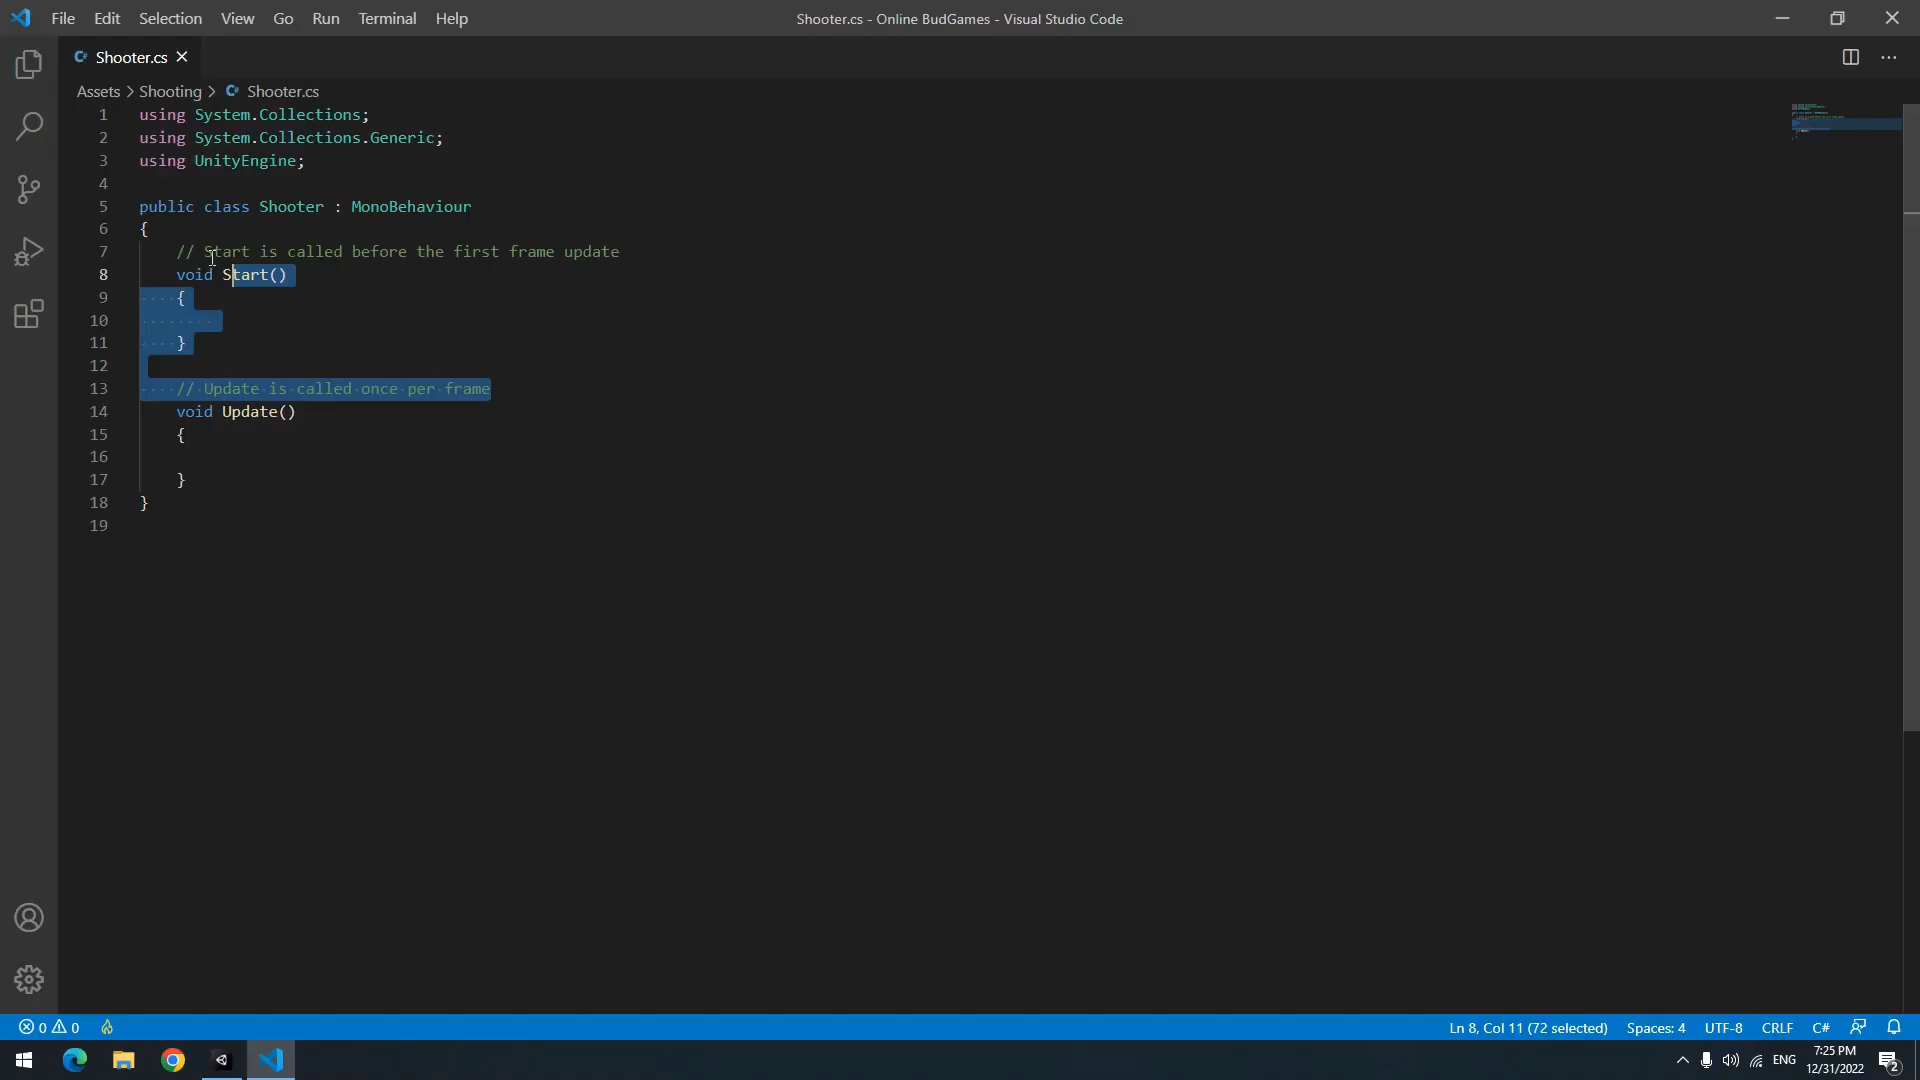 File Edit Selection View Go Run Terminal Help
Shooter.cs - Online BudGames - Visual Studio Code
Shooter.cs
Assets > Shooting > Shooter.cs
1 using System.Collections;
2 using System.Collections.Generic;
3 using UnityEngine;
4
5 public class Shooter : MonoBehaviour
6 {
7 // Start is called before the first frame update
8 void Start()
9 {
10
11 }
12
13 // Update is called once per frame
14 void Update()
15 {
16
17 }
18 }
19
0 0 Ln 8, Col 11 (72 selected) Spaces: 4 UTF-8 CRLF C#
ENG
7:25 PM
12/31/2022
2